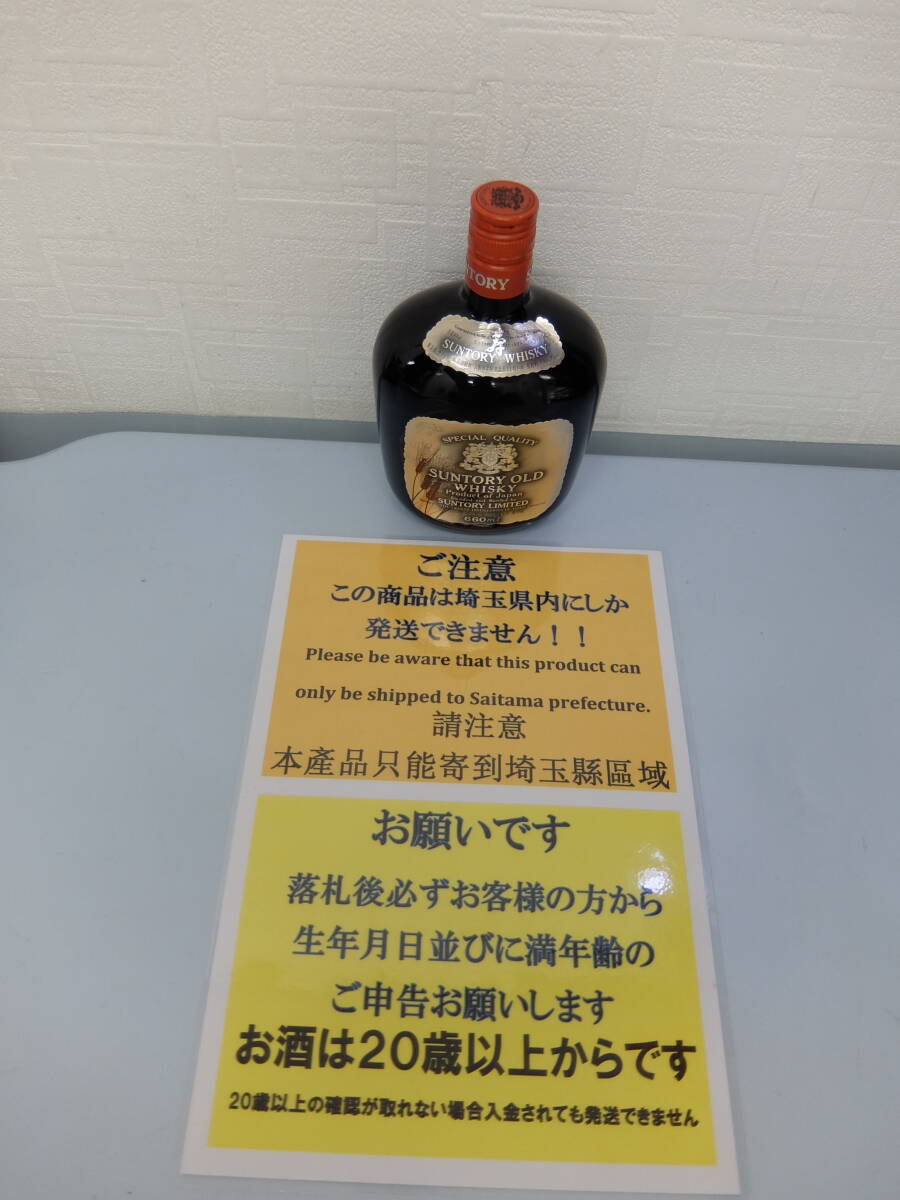 NTORY
寿
SUNTORY WHISKY
SPECIAL QUALITY
SUNTORY OLD
WHISKY
Product of Japan
SUNTORY LIMITED
660ml
ご注意
この商品は埼玉県内にしか
発送できません！！
Please be aware that this product can
only be shipped to Saitama prefecture.
請注意
本產品只能寄到埼玉縣區域
お願いです
落札後必ずお客様の方から
生年月日並びに満年齢の
ご申告お願いします
お酒は20歳以上からです
20歳以上の確認が取れない場合入金されても発送できません